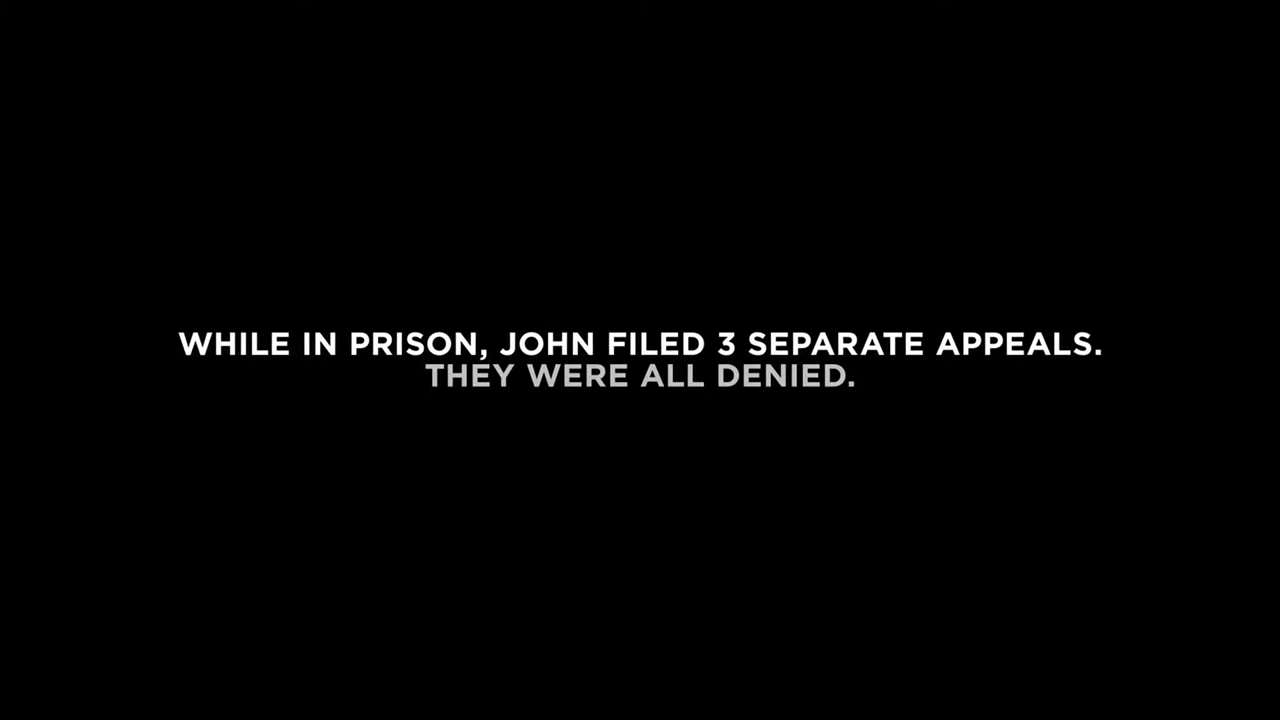 WHILE IN PRISON, JOHN FILED 3 SEPARATE APPEALS.
THEY WERE ALL DENIED.